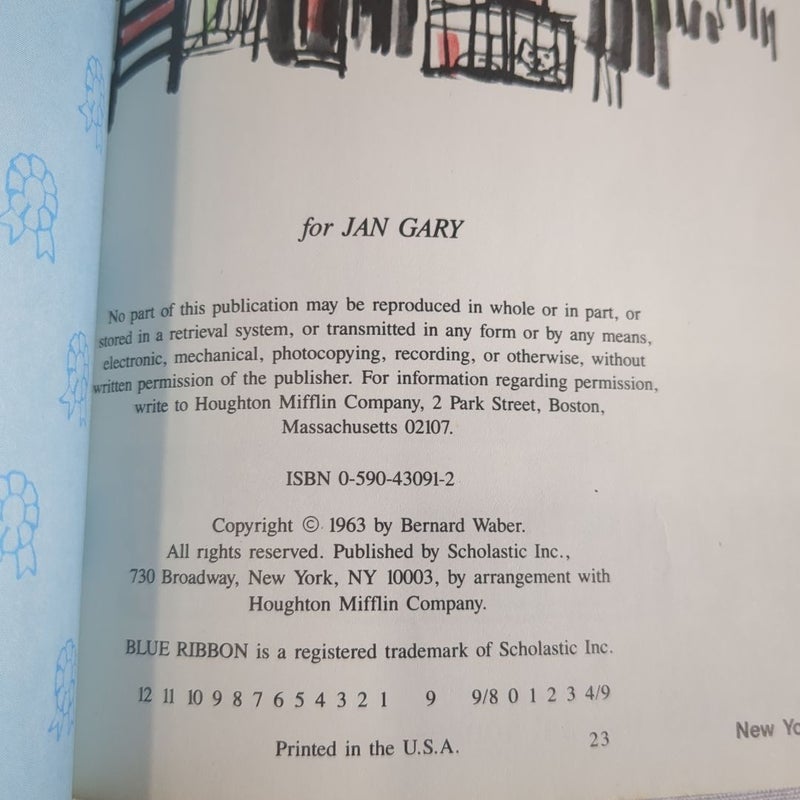 for JAN GARY
No part of this publication may be reproduced in whole or in part, or
stored in a retrieval system, or transmitted in any form or by any means,
electronic, mechanical, photocopying, recording, or otherwise, without
written permission of the publisher. For information regarding permission,
write to Houghton Mifflin Company, 2 Park Street, Boston,
Massachusetts 02107.
ISBN 0-590-43091-2
Copyright © 1963 by Bernard Waber.
All rights reserved. Published by Scholastic Inc.,
730 Broadway, New York, NY 10003, by arrangement with
Houghton Mifflin Company.
BLUE RIBBON is a registered trademark of Scholastic Inc.
12 11 10 9 8 7 6 5 4 3 2 1 9 9/8 0 1 2 3 4/9
Printed in the U.S.A. 23
New Yo